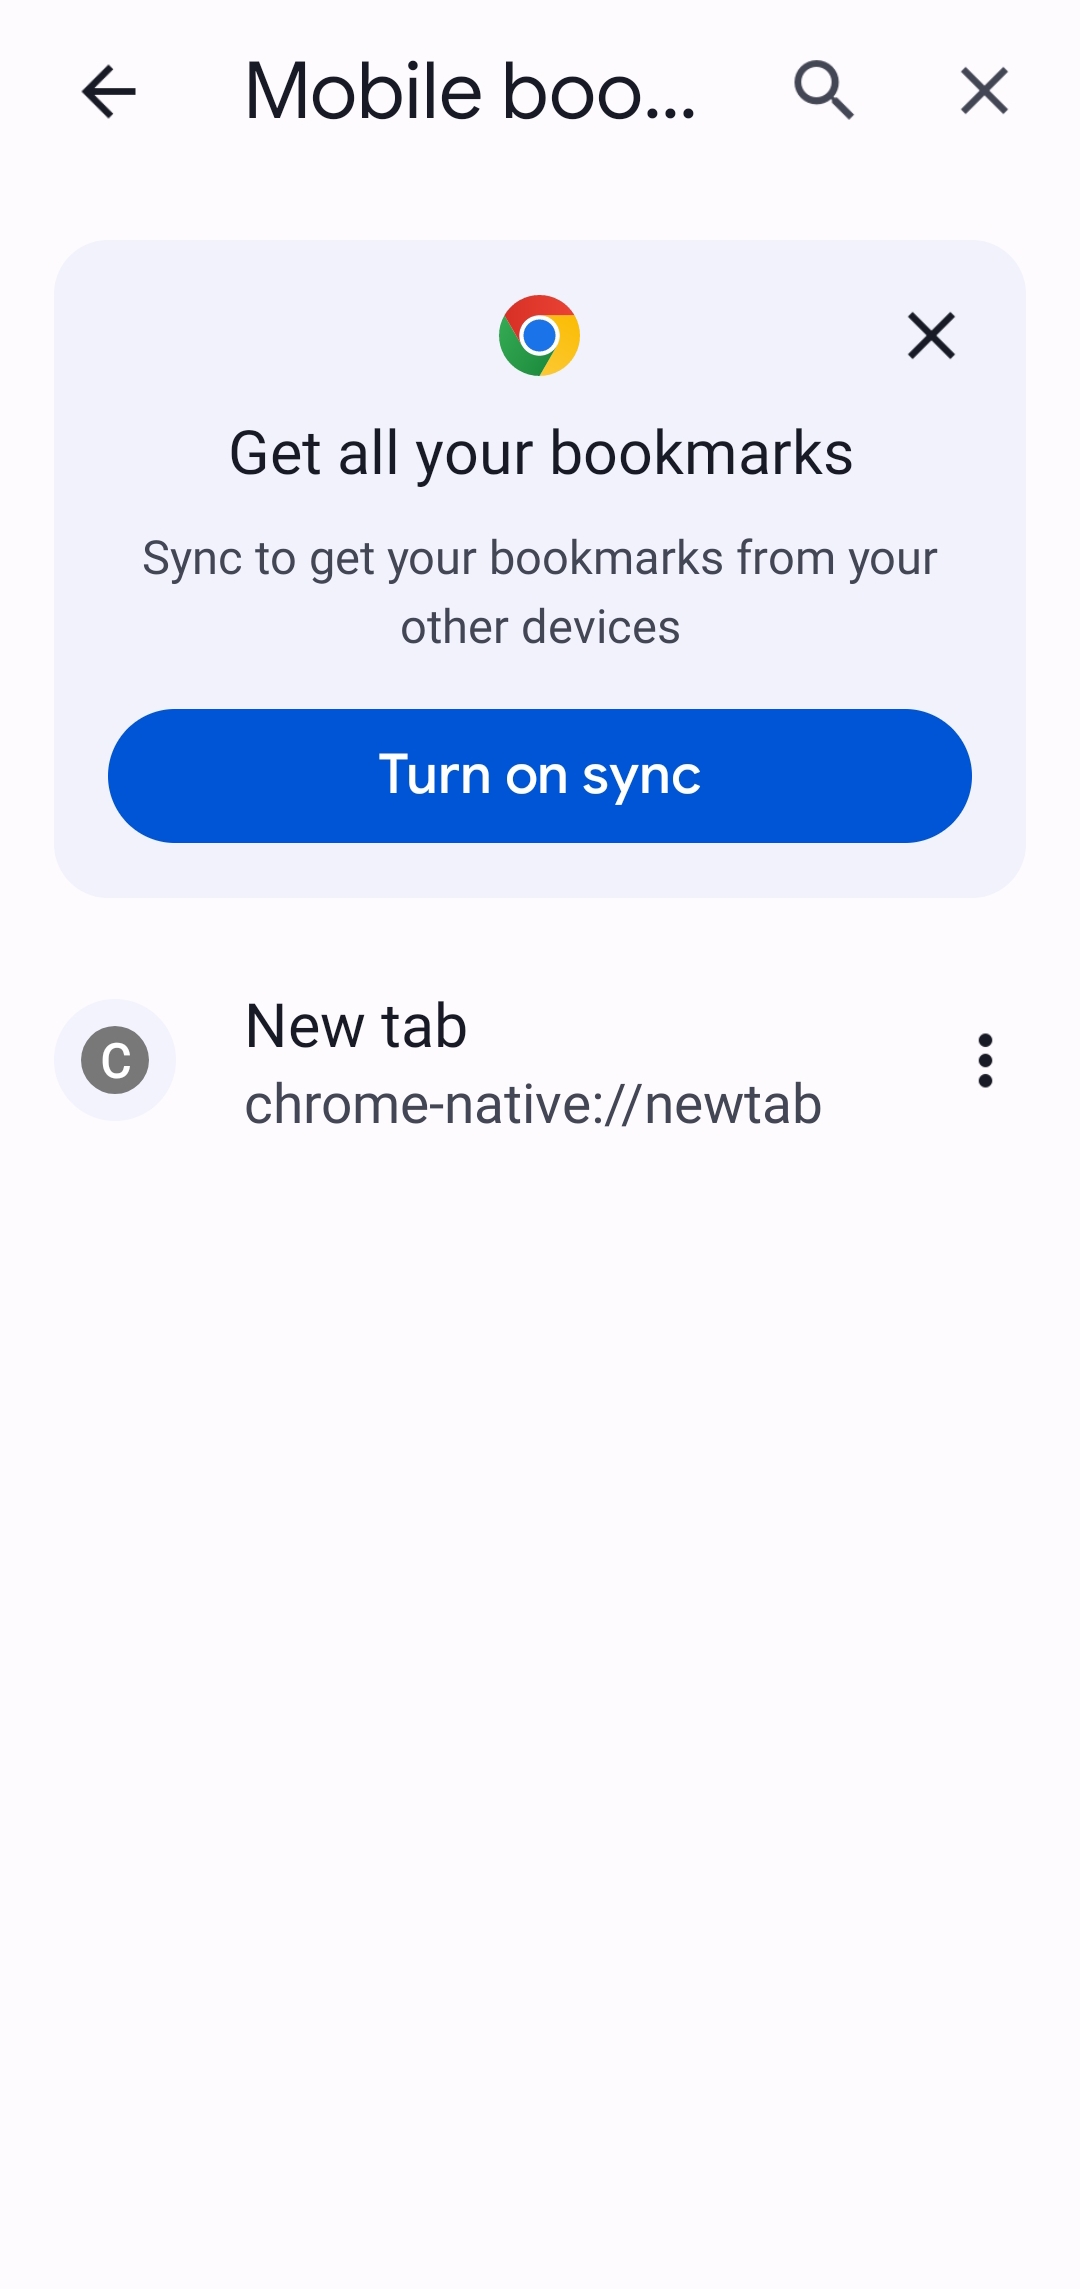 Mobile boo...
Get all your bookmarks
Sync to get your bookmarks from your
other devices
Turn on sync
C
New tab
chrome-native://newtab